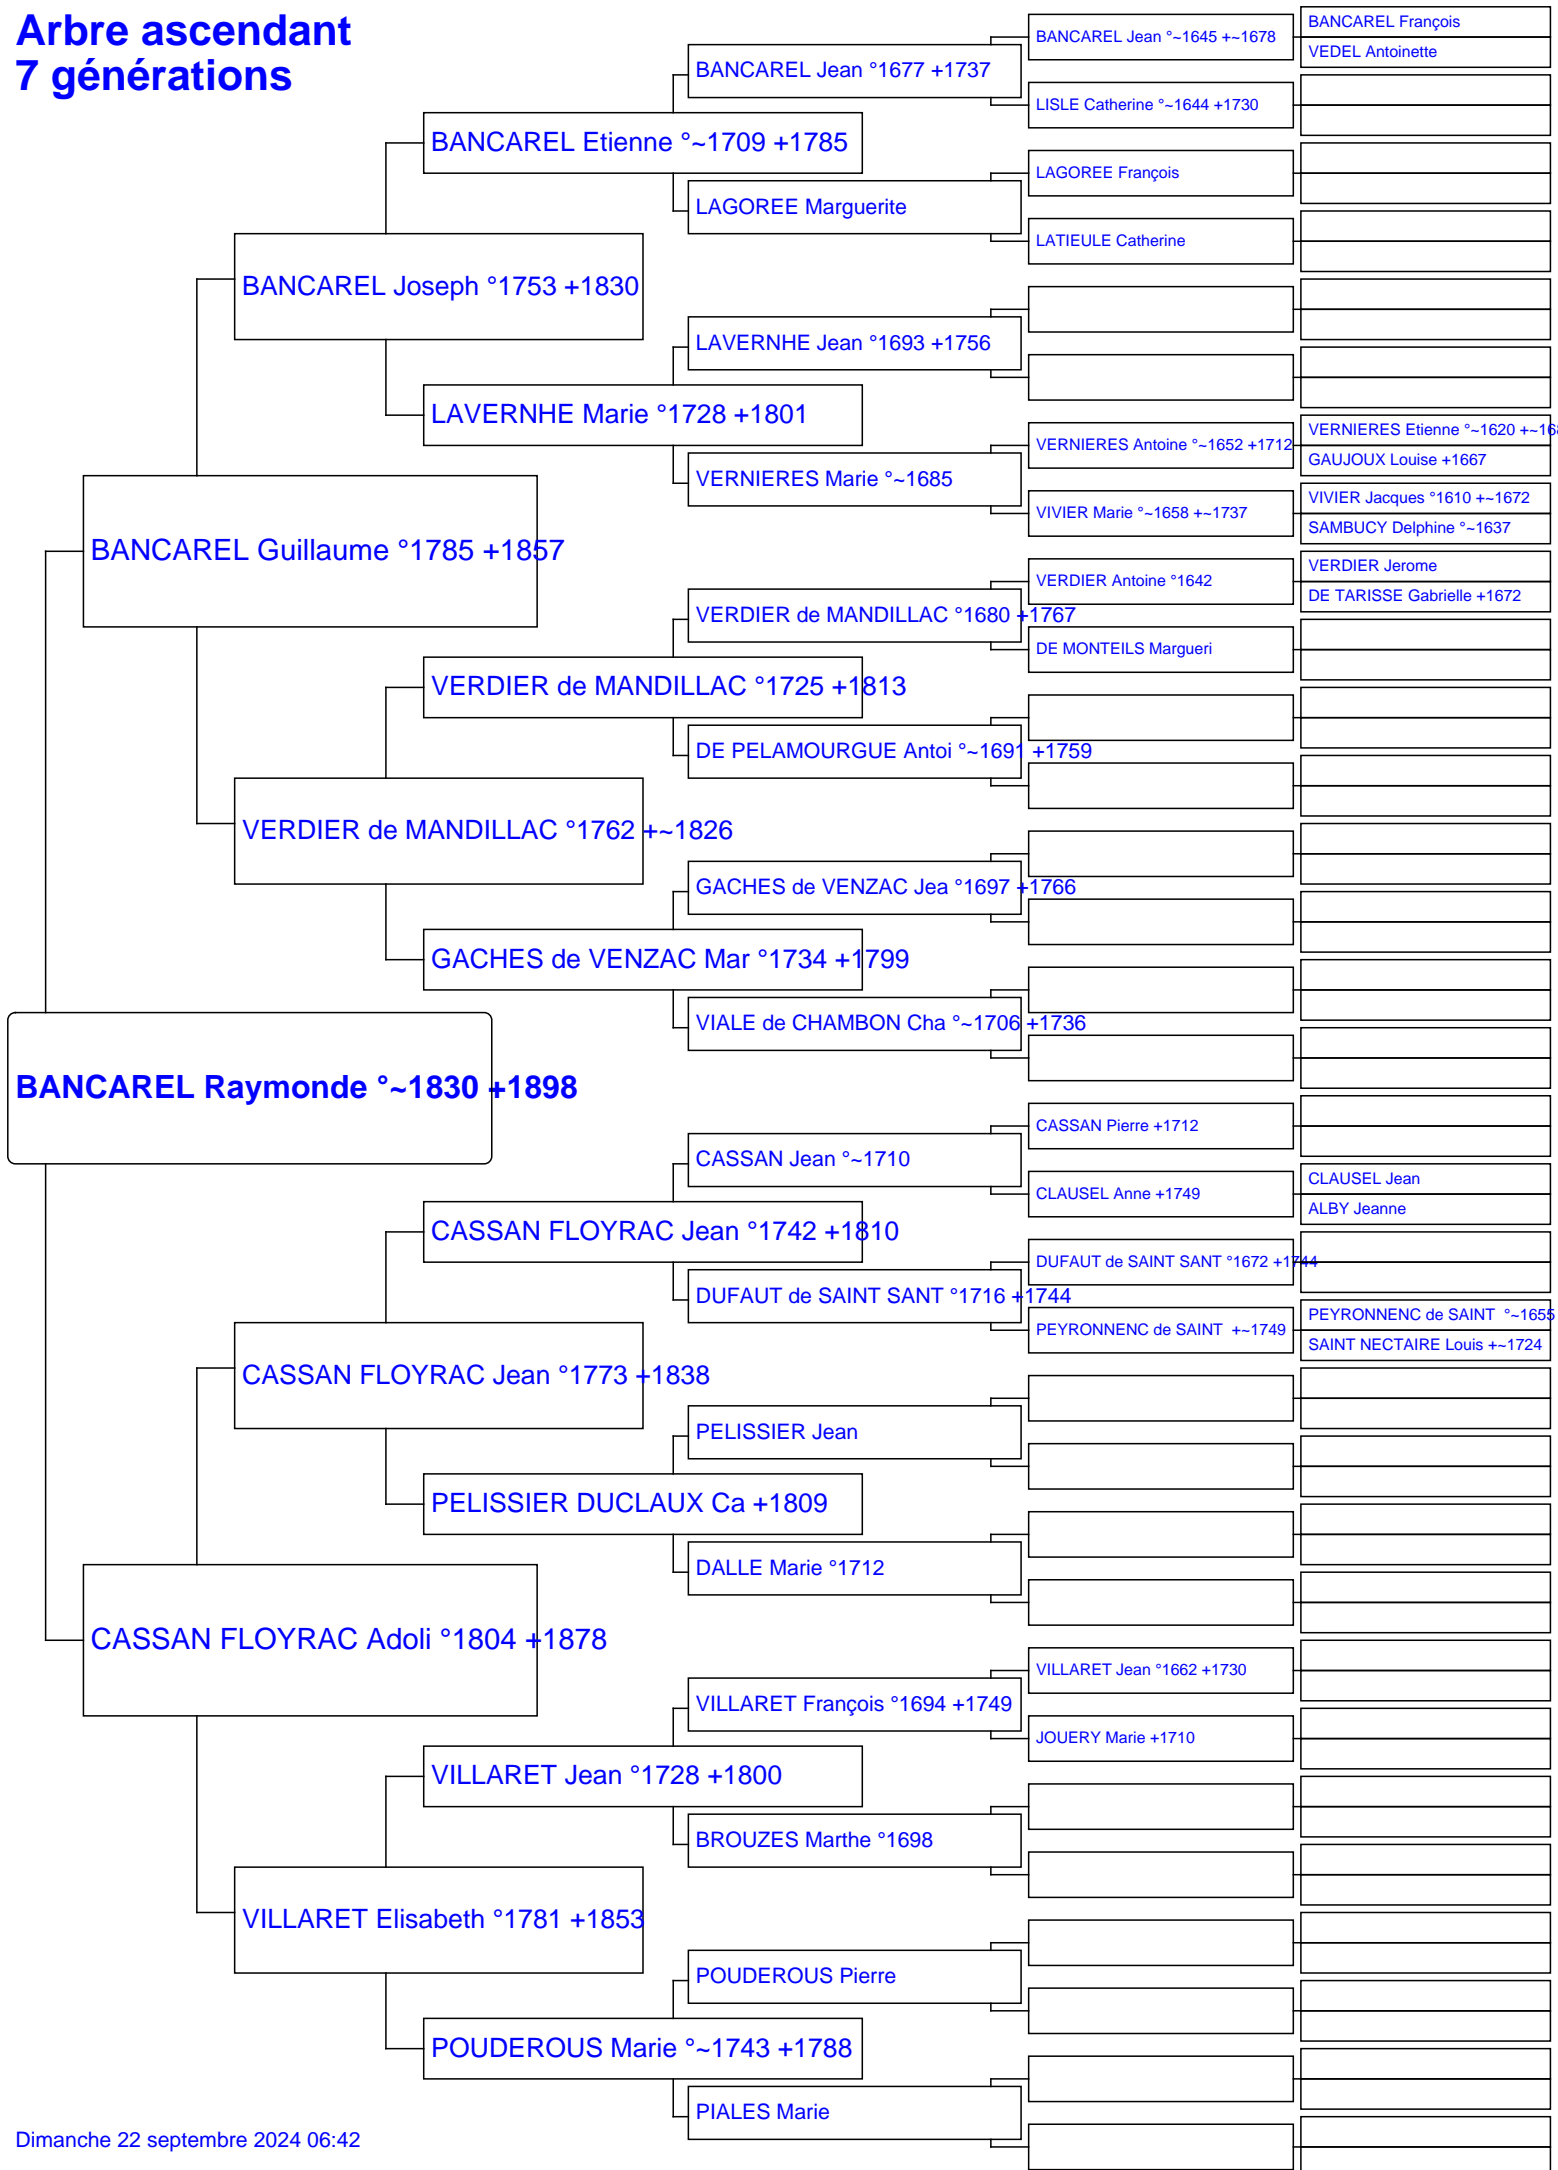 Arbre ascendant
7 générations
BANCAREL Raymonde °~1830 +1898
BANCAREL Guillaume °1785 +1857
CASSAN FLOYRAC Adoli °1804 +1878
BANCAREL Joseph °1753 +1830
VERDIER de MANDILLAC °1762 +~1826
CASSAN FLOYRAC Jean °1773 +1838
VILLARET Elisabeth °1781 +1853
BANCAREL Etienne °~1709 +1785
LAVERNHE Marie °1728 +1801
VERDIER de MANDILLAC °1725 +1813
GACHES de VENZAC Mar °1734 +1799
CASSAN FLOYRAC Jean °1742 +1810
PELISSIER DUCLAUX Ca +1809
VILLARET Jean °1728 +1800
POUDEROUS Marie °~1743 +1788
BANCAREL Jean °1677 +1737
LAGOREE Marguerite
LAVERNHE Jean °1693 +1756
VERNIERES Marie °~1685
VERDIER de MANDILLAC °1680 +1767
DE PELAMOURGUE Antoi °~1691 +1759
GACHES de VENZAC Jea °1697 +1766
VIALE de CHAMBON Cha °~1706 +1736
CASSAN Jean °~1710
DUFAUT de SAINT SANT °1716 +1744
PELISSIER Jean
DALLE Marie °1712
VILLARET François °1694 +1749
BROUZES Marthe °1698
POUDEROUS Pierre
PIALES Marie
BANCAREL Jean °~1645 +~1678
LISLE Catherine °~1644 +1730
LAGOREE François
LATIEULE Catherine
VERNIERES Antoine °~1652 +1712
VIVIER Marie °~1658 +~1737
VERDIER Antoine °1642
DE MONTEILS Margueri
CASSAN Pierre +1712
CLAUSEL Anne +1749
DUFAUT de SAINT SANT °1672 +1744
PEYRONNENC de SAINT +~1749
VILLARET Jean °1662 +1730
JOUERY Marie +1710
BANCAREL François
VEDEL Antoinette
VERNIERES Etienne °~1620
GAUJOUX Louise +1667
VIVIER Jacques °1610 +~1672
SAMBUCY Delphine °~1637
VERDIER Jerome
DE TARISSE Gabrielle +1672
CLAUSEL Jean
ALBY Jeanne
PEYRONNENC de SAINT °~1655
SAINT NECTAIRE Louis +~1724
Dimanche 22 septembre 2024 06:42